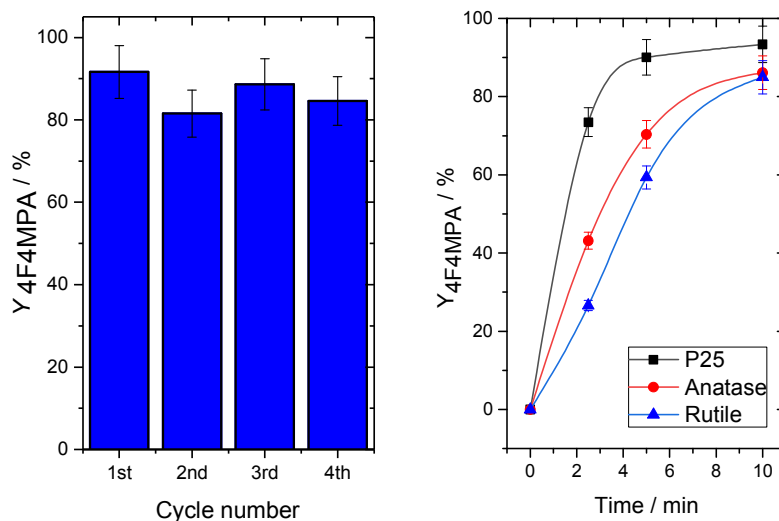 100
80
60
40
20
0
Y4F4MPA / %
1st 2nd 3rd 4th
Cycle number
100
80
60
40
20
0
Y4F4MPA / %
P25
Anatase
Rutile
0 2 4 6 8 10
Time / min